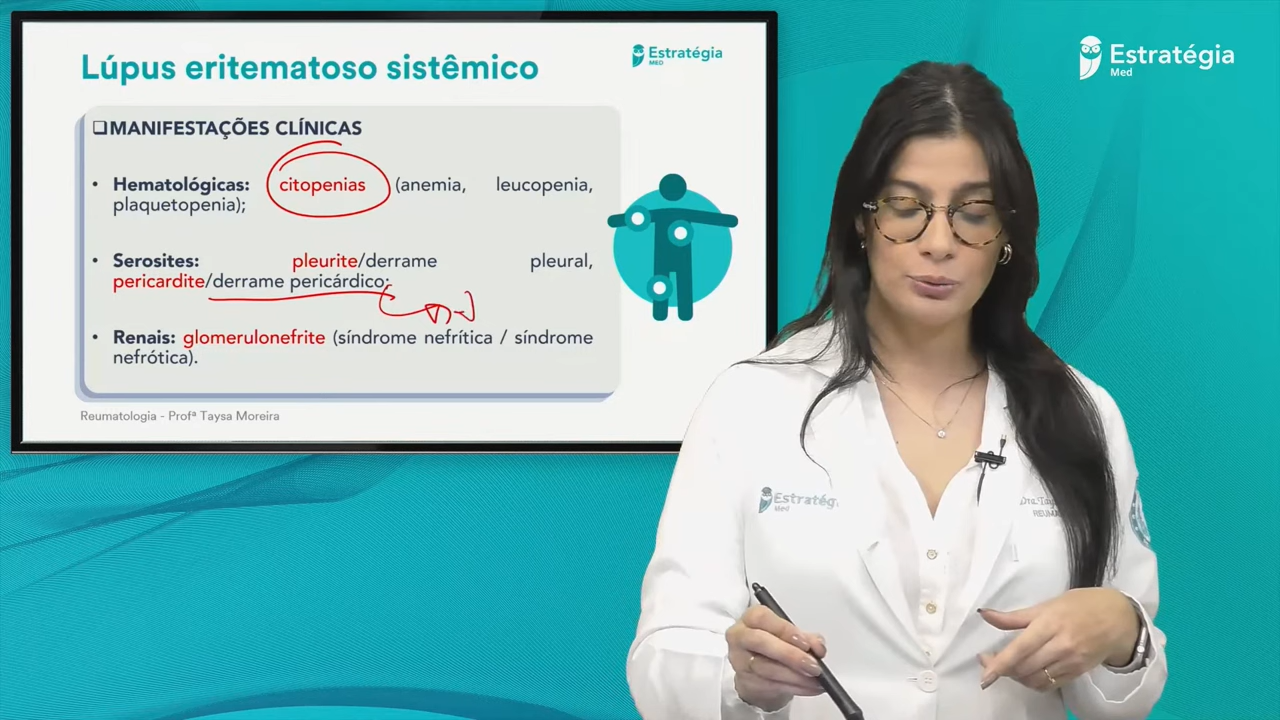 Lúpus eritematoso sistêmico
Estratégia
MED
❑MANIFESTAÇÕES CLÍNICAS
• Hematológicas: citopenias (anemia, leucopenia,
plaquetopenia);
• Serosites: pleurite/derrame pleural,
pericardite/derrame pericárdico;
• Renais: glomerulonefrite (síndrome nefrítica / síndrome
nefrótica).
Reumatologia - Profª Taysa Moreira
Estratégia
Med
Estratég
Med